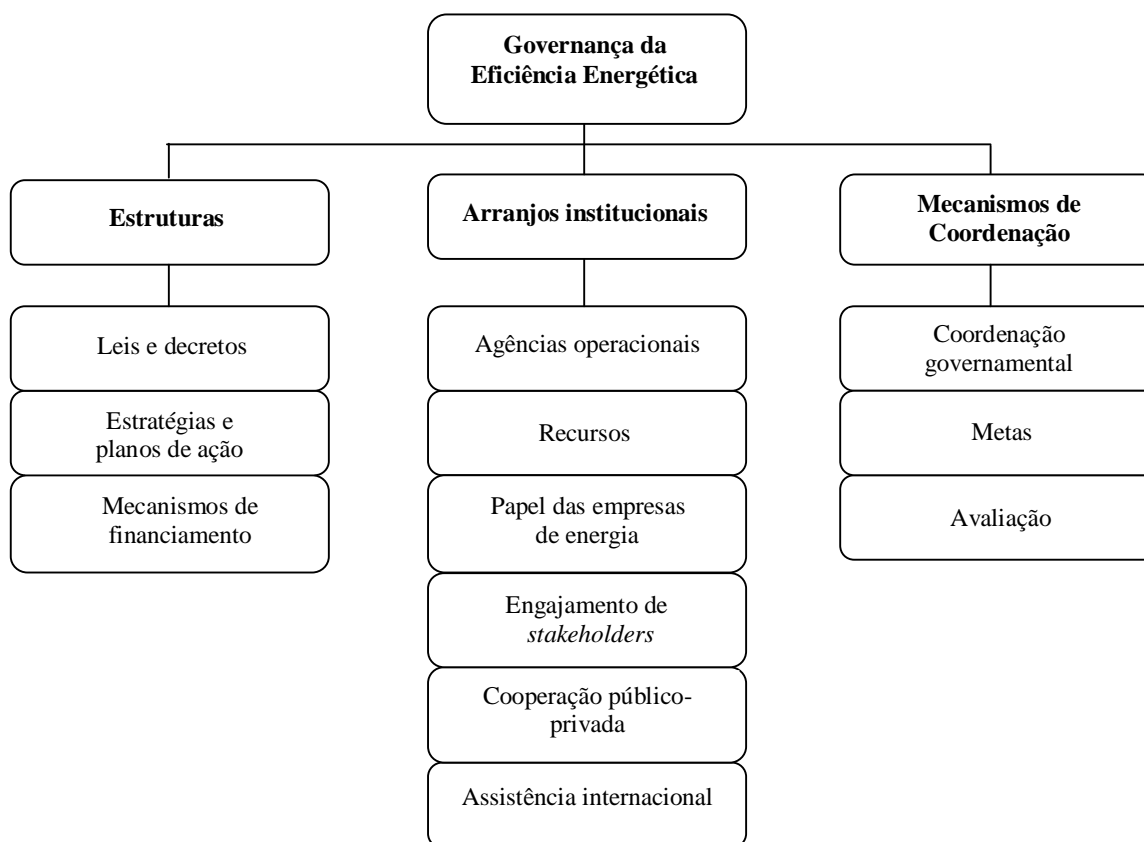 Governança da
Eficiência Energética
Estruturas
Arranjos institucionais
Mecanismos de
Coordenação
Leis e decretos
Estratégias e
planos de ação
Mecanismos de
financiamento
Agências operacionais
Recursos
Papel das empresas
de energia
Engajamento de
stakeholders
Cooperação público-
privada
Assistência internacional
Coordenação
governamental
Metas
Avaliação